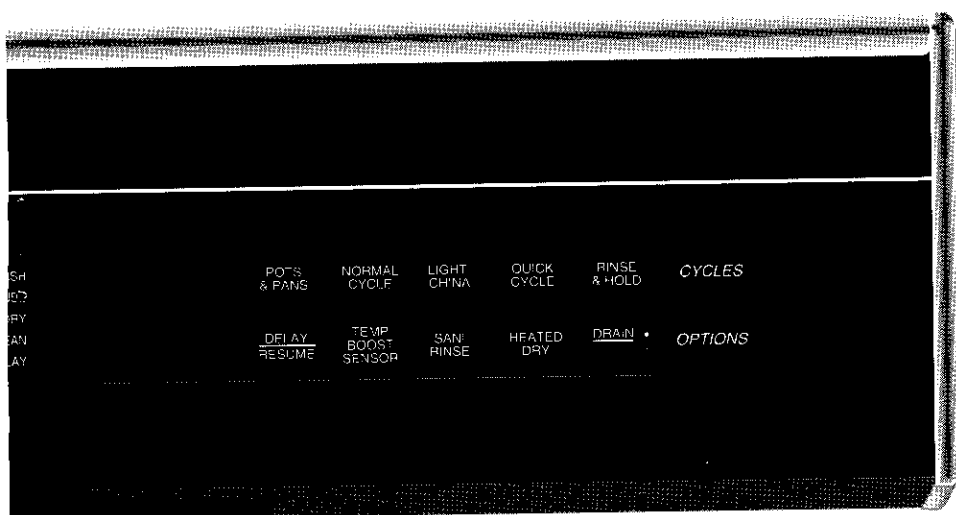 POTS
& PANS
NORMAL
CYCLE
LIGHT
CHINA
QUICK
CYCLE
RINSE
& HOLD
CYCLES
DELAY
RESUME
TEMP
BOOST
SENSOR
SANI
RINSE
HEATED
DRY
DRAIN
OPTIONS